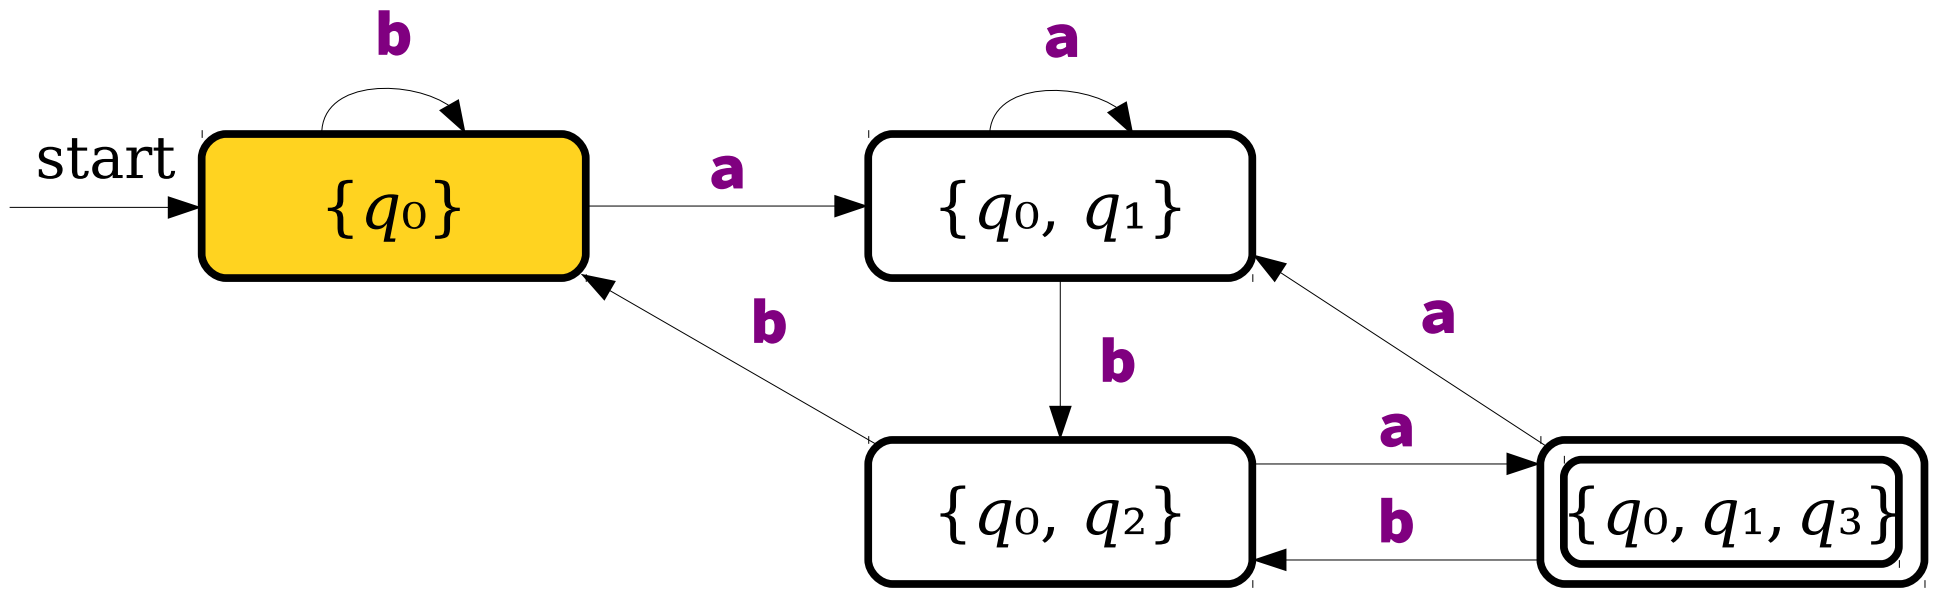 b
a
start
a
{q₀}
{q₀, q₁}
b
a
b
a
{q₀, q₂}
{q₀, q₁, q₃}
b